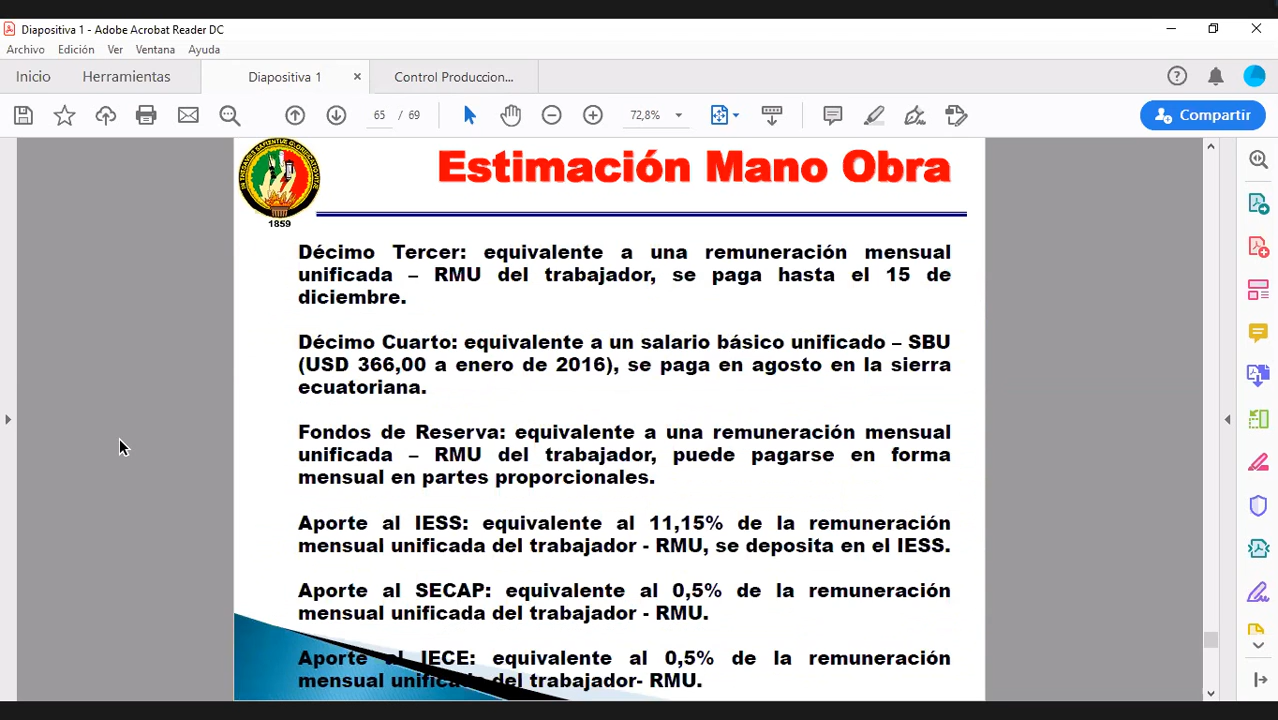 Diapositiva 1 - Adobe Acrobat Reader DC
Archivo Edición Ver Ventana Ayuda
Inicio Herramientas Diapositiva 1 Control Produccion...
65 / 69 72,8% Compartir
Estimación Mano Obra
1859
Décimo Tercer: equivalente a una remuneración mensual
unificada – RMU del trabajador, se paga hasta el 15 de
diciembre.
Décimo Cuarto: equivalente a un salario básico unificado – SBU
(USD 366,00 a enero de 2016), se paga en agosto en la sierra
ecuatoriana.
Fondos de Reserva: equivalente a una remuneración mensual
unificada – RMU del trabajador, puede pagarse en forma
mensual en partes proporcionales.
Aporte al IESS: equivalente al 11,15% de la remuneración
mensual unificada del trabajador - RMU, se deposita en el IESS.
Aporte al SECAP: equivalente al 0,5% de la remuneración
mensual unificada del trabajador - RMU.
Aporte al IECE: equivalente al 0,5% de la remuneración
mensual unificada del trabajador- RMU.